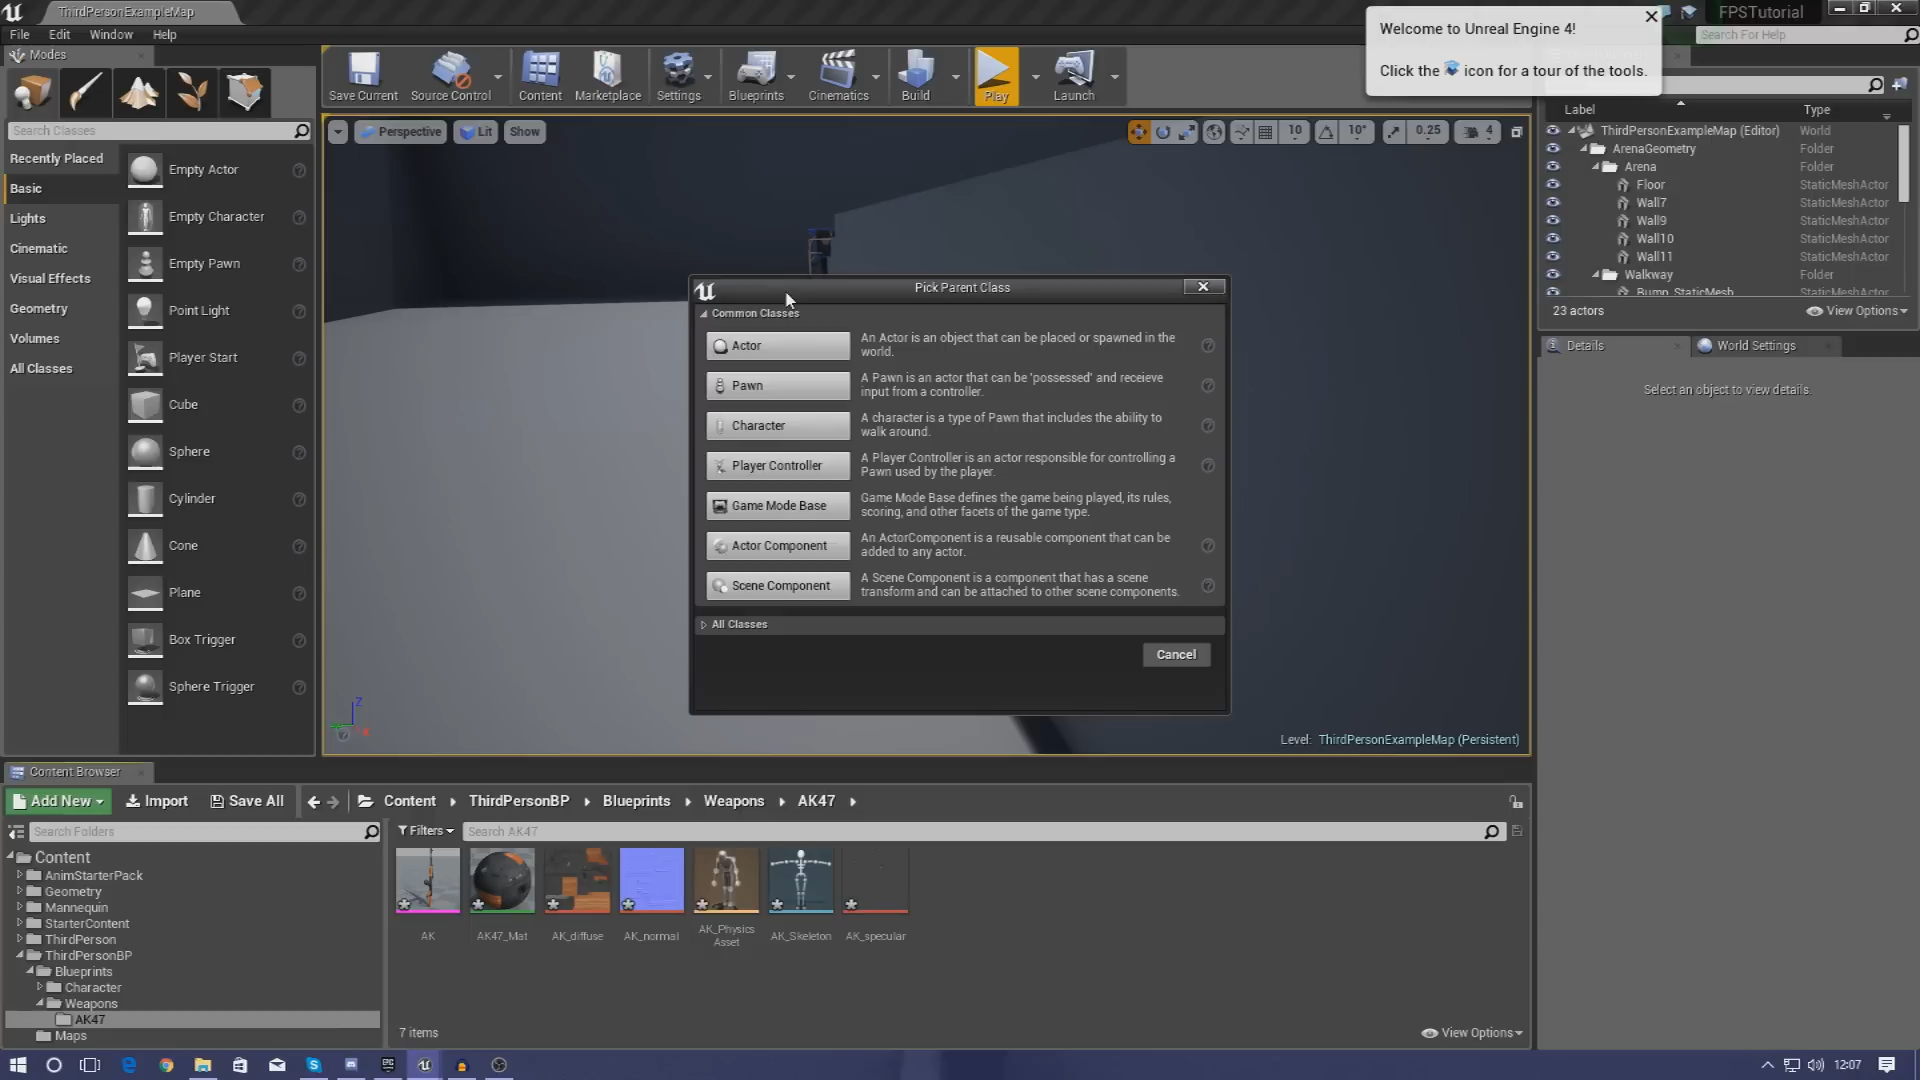 ThirdPersonExampleMap
FPSTutorial
File
Edit
Window
Help
Search For Help
Welcome to Unreal Engine 4!
Click the icon for a tour of the tools.
Modes
Save Current
Source Control
Content
Marketplace
Settings
Blueprints
Cinematics
Build
Play
Launch
Search Classes
Recently Placed
Basic
Lights
Cinematic
Visual Effects
Geometry
Volumes
All Classes
Empty Actor
Empty Character
Empty Pawn
Point Light
Player Start
Cube
Sphere
Cylinder
Cone
Plane
Box Trigger
Sphere Trigger
Perspective
Lit
Show
10
10°
0.25
4
Label
Type
ThirdPersonExampleMap (Editor)
World
ArenaGeometry
Folder
Arena
Folder
Floor
StaticMeshActor
Wall7
StaticMeshActor
Wall9
StaticMeshActor
Wall10
StaticMeshActor
Wall11
StaticMeshActor
Walkway
Folder
Bump_StaticMesh
StaticMeshActor
23 actors
View Options
Details
World Settings
Select an object to view details.
Pick Parent Class
Common Classes
Actor
An Actor is an object that can be placed or spawned in the
world.
Pawn
A Pawn is an actor that can be 'possessed' and receieve
input from a controller.
Character
A character is a type of Pawn that includes the ability to
walk around.
Player Controller
A Player Controller is an actor responsible for controlling a
Pawn used by the player.
Game Mode Base
Game Mode Base defines the game being played, its rules,
scoring, and other facets of the game type.
Actor Component
An ActorComponent is a reusable component that can be
added to any actor.
Scene Component
A Scene Component is a component that has a scene
transform and can be attached to other scene components.
All Classes
Cancel
Z
X
Level: ThirdPersonExampleMap (Persistent)
Content Browser
Add New
Import
Save All
Content
ThirdPersonBP
Blueprints
Weapons
AK47
Search Folders
Filters
Search AK47
Content
AnimStarterPack
Geometry
Mannequin
StarterContent
ThirdPerson
ThirdPersonBP
Blueprints
Character
Weapons
AK47
Maps
AK
AK47_Mat
AK_diffuse
AK_normal
AK_Physics
Asset
AK_Skeleton
AK_specular
7 items
View Options
12:07